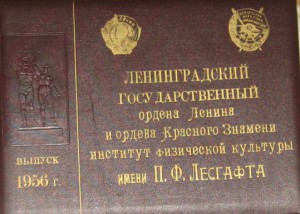 ЛЕНИНГРАДСКИЙ
ГОСУДАРСТВЕННЫЙ
ордена Ленина
и ордена Красного Знамени
институт физической культуры
имени П. Ф. Лесгафта
ВЫПУСК
1956 г.